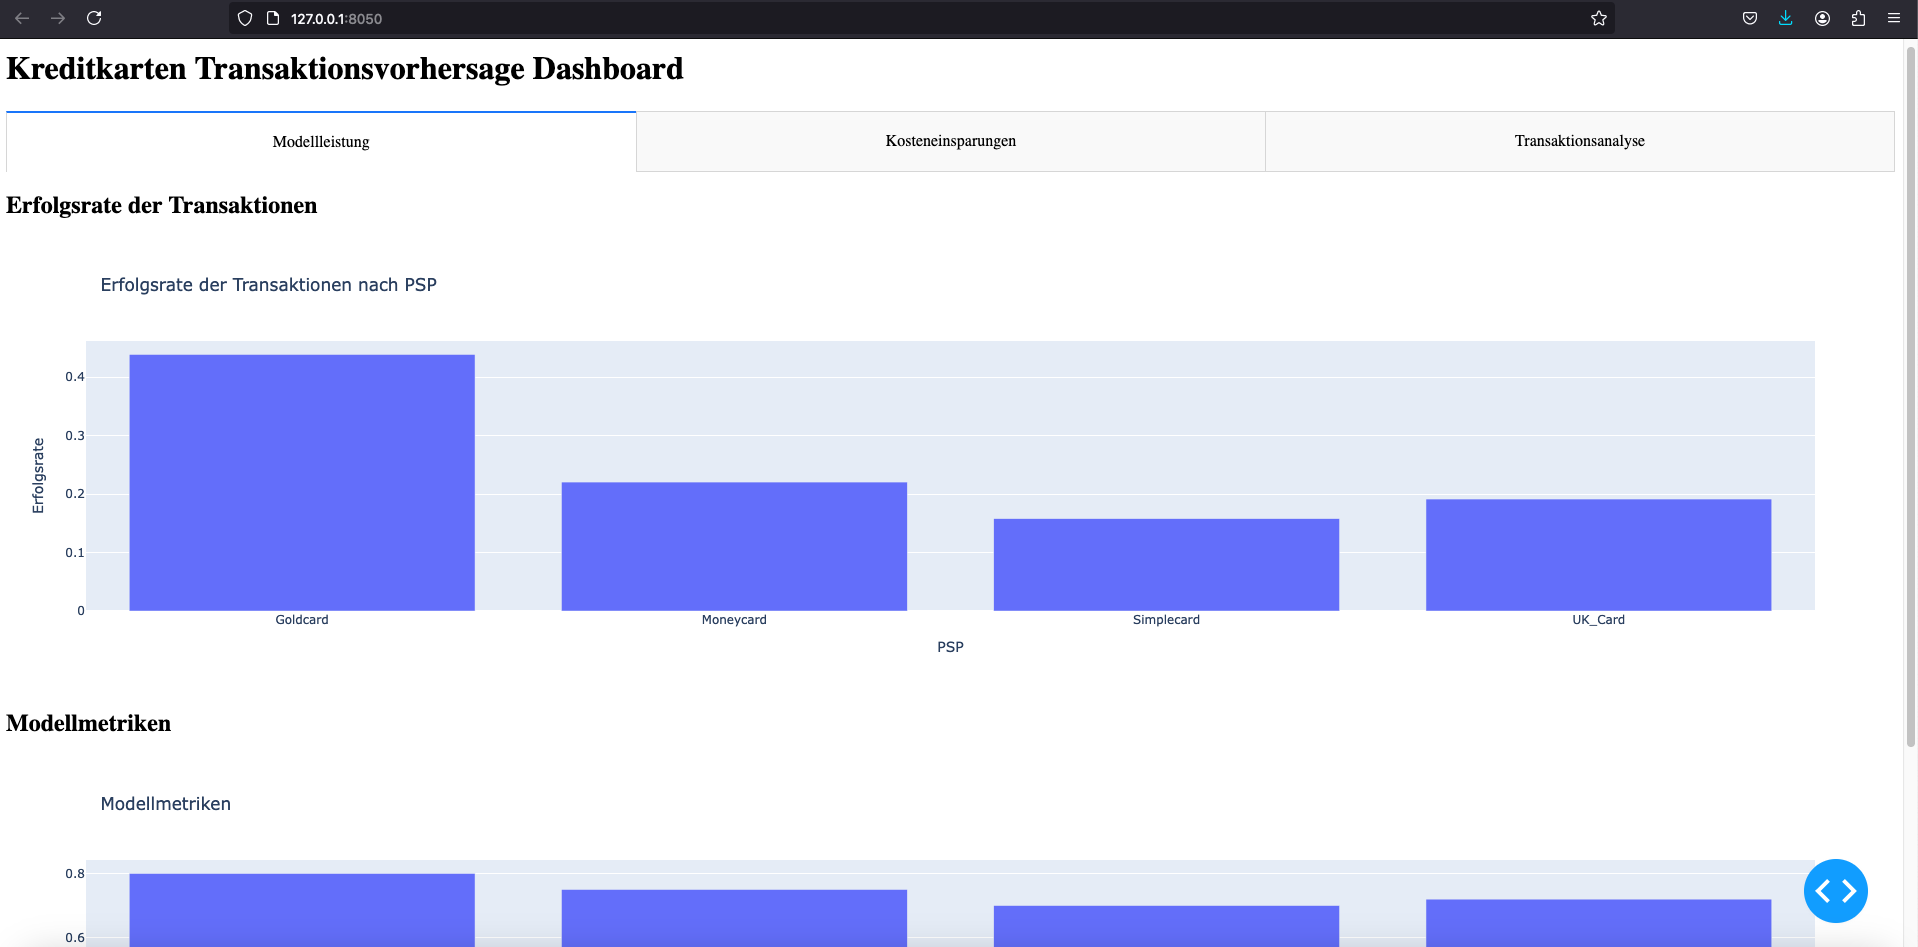 127.0.0.1:8050
Kreditkarten Transaktionsvorhersage Dashboard
Modellleistung
Kosteneinsparungen
Transaktionsanalyse
Erfolgsrate der Transaktionen
Erfolgsrate der Transaktionen nach PSP
Erfolgsrate
0.4
0.3
0.2
0.1
0
Goldcard
Moneycard
Simplecard
UK_Card
PSP
Modellmetriken
Modellmetriken
0.8
0.6